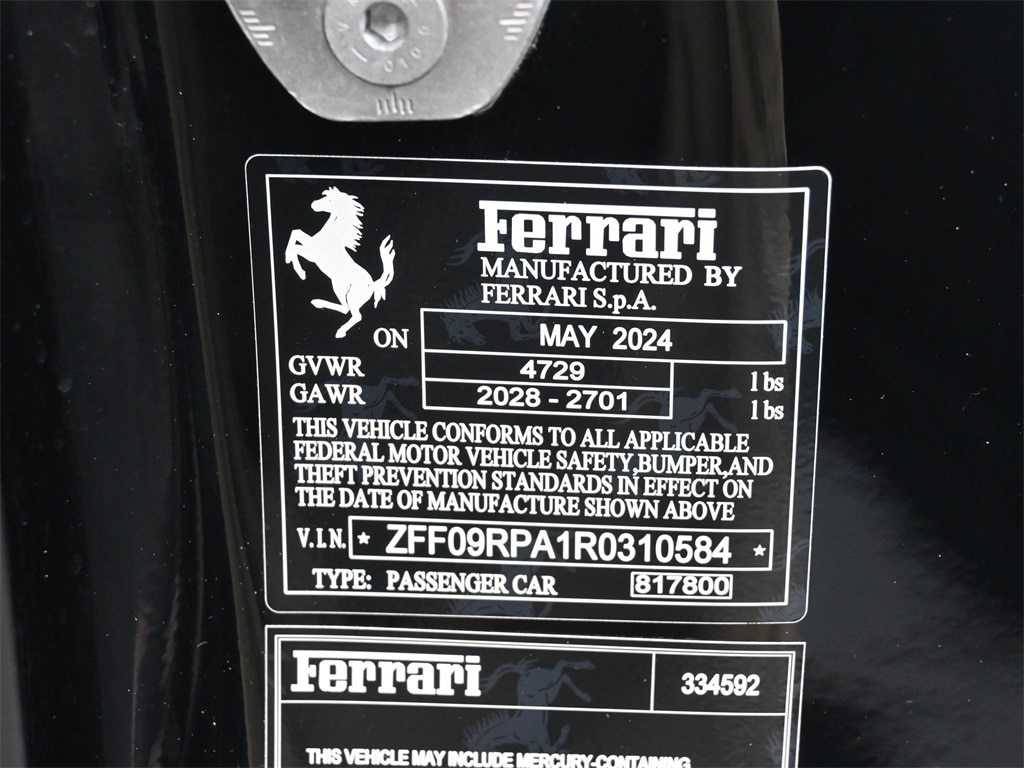 A 0100
Ferrari
MANUFACTURED BY
FERRARI S.p.A.
ON MAY 2024
GVWR 4729 lbs
GAWR 2028 - 2701 lbs
THIS VEHICLE CONFORMS TO ALL APPLICABLE
FEDERAL MOTOR VEHICLE SAFETY,BUMPER,AND
THEFT PREVENTION STANDARDS IN EFFECT ON
THE DATE OF MANUFACTURE SHOWN ABOVE
V.I.N. * ZFF09RPA1R0310584 *
TYPE: PASSENGER CAR 817800
Ferrari 334592
THIS VEHICLE MAY INCLUDE MERCURY-CONTAINING